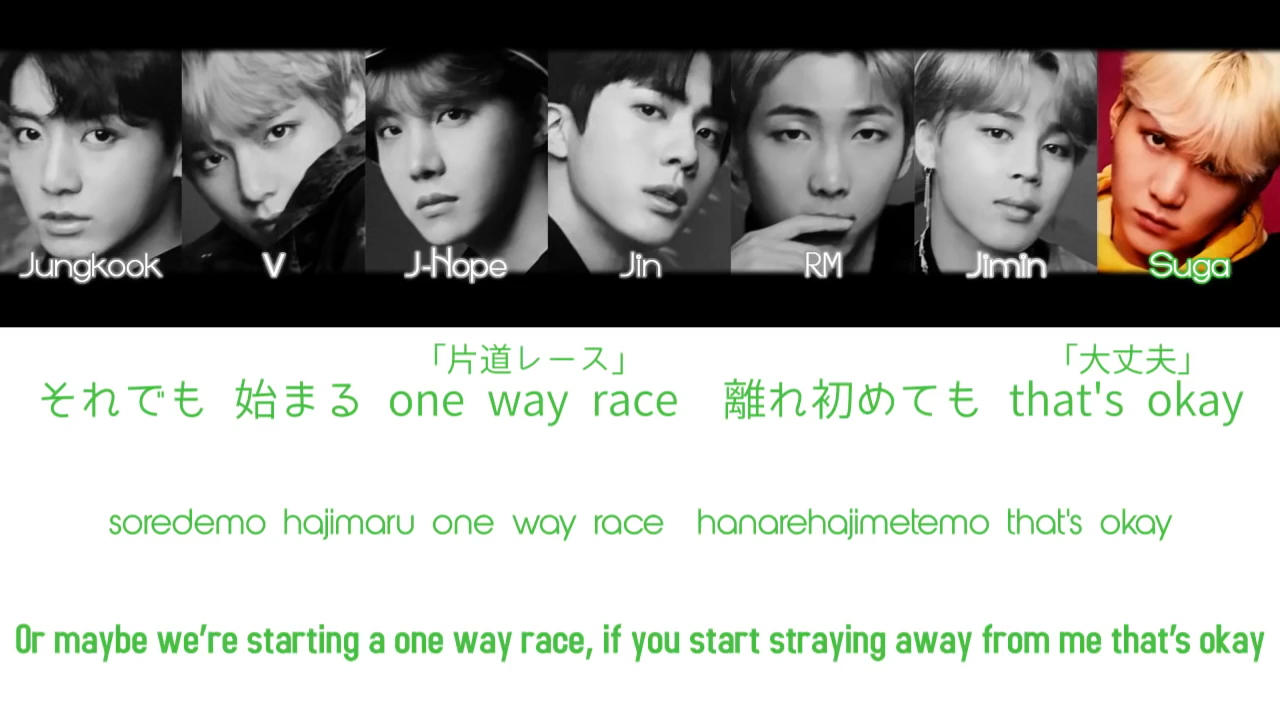 Jungkook V J-Hope Jin RM Jimin Suga
「片道レース」 「大丈夫」
それでも 始まる one way race 離れ初めても that's okay
soredemo hajimaru one way race hanarehajimetemo that's okay
Or maybe we're starting a one way race, if you start straying away from me that's okay